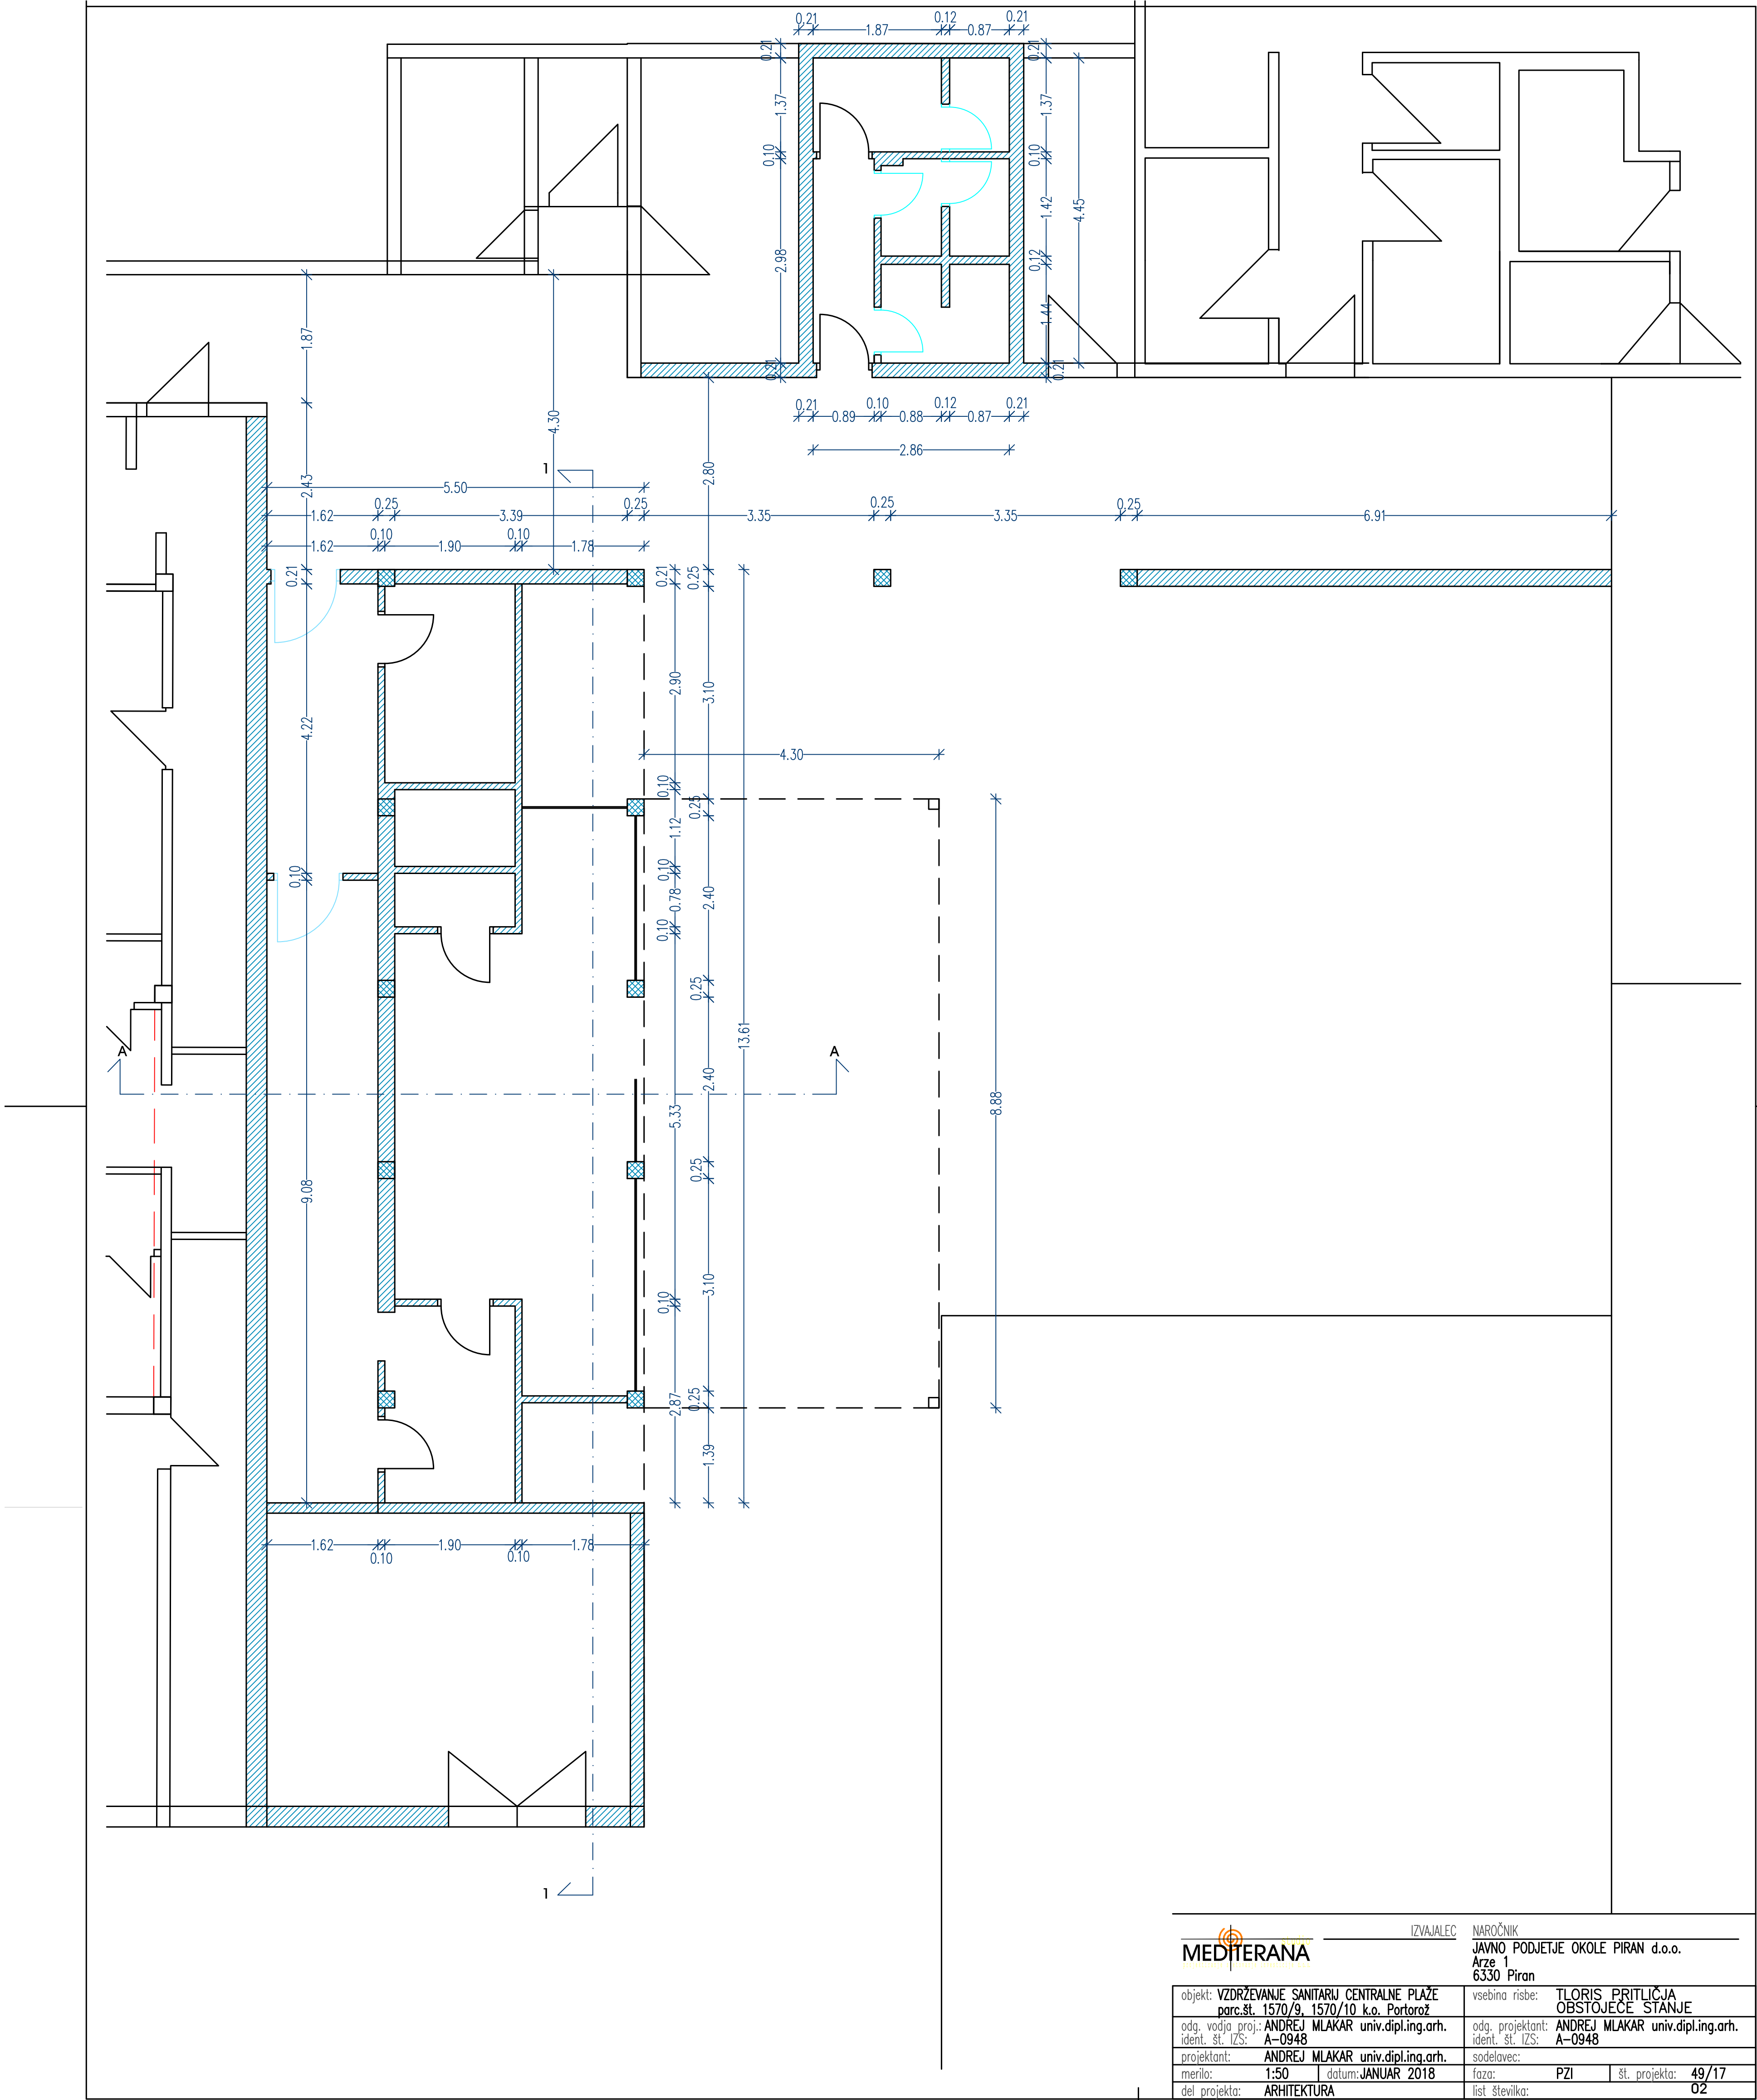 0.21 1.87 0.12 0.87 0.21
0.21 0.21
1.37 1.37
0.10 0.10
1.42
4.45
2.98 0.12
1.44
0.21 0.21
0.21 0.89 0.10 0.88 0.12 0.87 0.21
2.86
1.87
4.30
2.43
2.80
1
5.50
1.62 0.25 3.39 0.25 3.35 0.25 3.35 0.25 6.91
1.62 0.10 1.90 0.10 1.78
0.21 0.21 0.25
2.90
3.10
4.22
4.30
0.10
0.25
1.12
0.10
0.10
0.78
2.40
0.10
0.25
13.61
A A
2.40
5.33
8.88
0.25
9.08
3.10
0.10
2.87
0.25
1.39
1.62 0.10 1.90 0.10 1.78
1
MEDITERANA
IZVAJALEC
NAROČNIK
JAVNO PODJETJE OKOLE PIRAN d.o.o.
Arze 1
6330 Piran
objekt: VZDRŽEVANJE SANITARIJ CENTRALNE PLAŽE
parc.št. 1570/9, 1570/10 k.o. Portorož
vsebina risbe: TLORIS PRITLIČJA
OBSTOJEČE STANJE
odg. vodja proj.: ANDREJ MLAKAR univ.dipl.ing.arh.
ident. št. IZS: A-0948
odg. projektant: ANDREJ MLAKAR univ.dipl.ing.arh.
ident. št. IZS: A-0948
projektant: ANDREJ MLAKAR univ.dipl.ing.arh.
sodelavec:
merilo: 1:50 datum: JANUAR 2018
faza: PZI št. projekta: 49/17
del projekta: ARHITEKTURA
list številka: 02